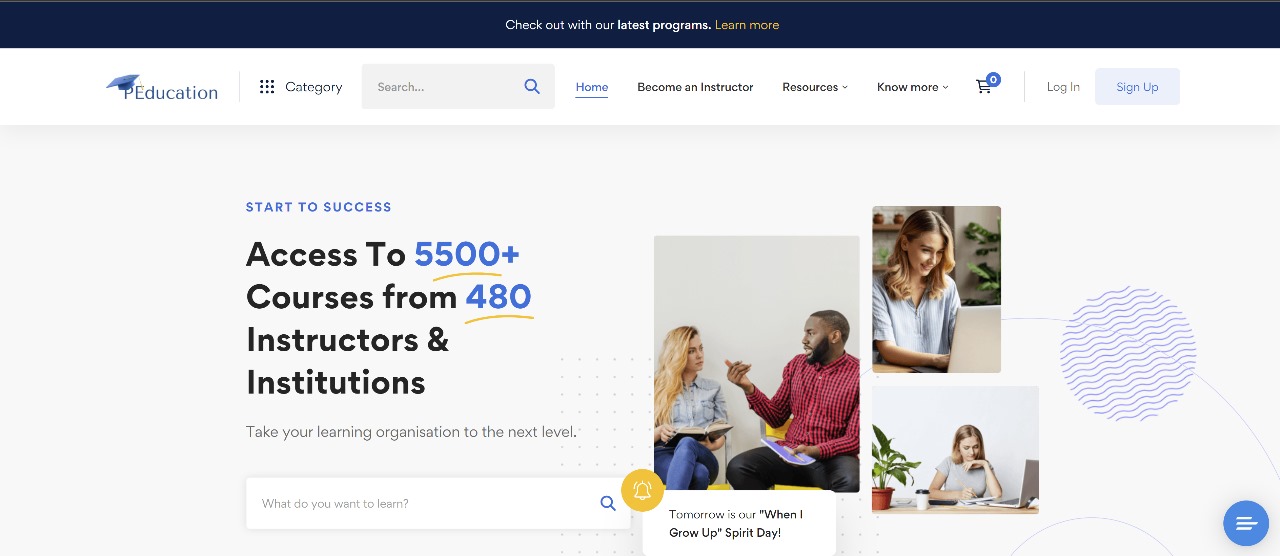 Check out with our latest programs. Learn more
PEducation
Category
Search...
Home
Become an Instructor
Resources
Know more
0
Log In
Sign Up
START TO SUCCESS
Access To 5500+
Courses from 480
Instructors &
Institutions
Take your learning organisation to the next level.
What do you want to learn?
Tomorrow is our "When I
Grow Up" Spirit Day!